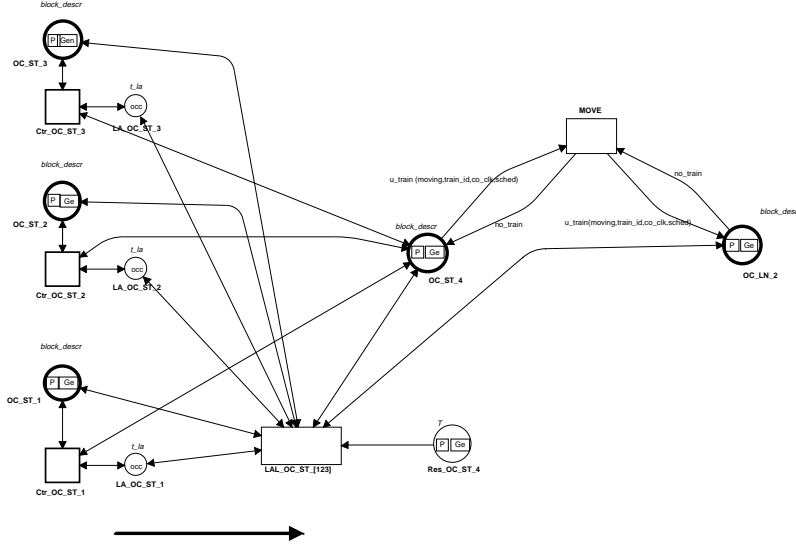 block_descr
P Gen
OC_ST_3
t_la
occ
Ctr_OC_ST_3
LA_OC_ST_3
MOVE
block_descr
P Ge
OC_ST_2
u_train (moving,train_id,co_clk,sched)
no_train
no_train
u_train(moving,train_id,co_clk,sched)
block_descr
P Ge
OC_ST_4
P Ge
OC_LN_2
t_la
occ
Ctr_OC_ST_2
LA_OC_ST_2
block_descr
P Ge
OC_ST_1
t_la
occ
Ctr_OC_ST_1
LA_OC_ST_1
LAL_OC_ST_[123]
T
P Ge
Res_OC_ST_4